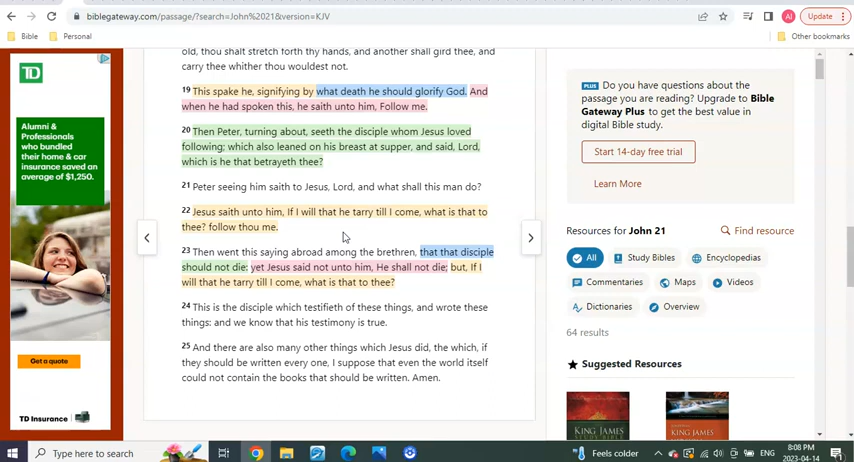 biblegateway.com/passage/?search=John%2021&version=KJV
AI
Update
Bible
Personal
Other bookmarks
TD
Alumni &
Professionals
who bundled
their home & car
insurance saved an
average of $1,250.
Get a quote
TD Insurance
old, thou shalt stretch forth thy hands, and another shall gird thee, and
carry thee whither thou wouldest not.
19 This spake he, signifying by what death he should glorify God. And
when he had spoken this, he saith unto him, Follow me.
20 Then Peter, turning about, seeth the disciple whom Jesus loved
following; which also leaned on his breast at supper, and said, Lord,
which is he that betrayeth thee?
21 Peter seeing him saith to Jesus, Lord, and what shall this man do?
22 Jesus saith unto him, If I will that he tarry till I come, what is that to
thee? follow thou me.
23 Then went this saying abroad among the brethren, that that disciple
should not die: yet Jesus said not unto him, He shall not die; but, If I
will that he tarry till I come, what is that to thee?
24 This is the disciple which testifieth of these things, and wrote these
things: and we know that his testimony is true.
25 And there are also many other things which Jesus did, the which, if
they should be written every one, I suppose that even the world itself
could not contain the books that should be written. Amen.
PLUS Do you have questions about the
passage you are reading? Upgrade to Bible
Gateway Plus to get the best value in
digital Bible study.
Start 14-day free trial
Learn More
Resources for John 21
Find resource
All
Study Bibles
Encyclopedias
Commentaries
Maps
Videos
Dictionaries
Overview
64 results
Suggested Resources
KING JAMES
STUDY BIBLE
KING JAMES
Type here to search
Feels colder
ENG
8:08 PM
2023-04-14